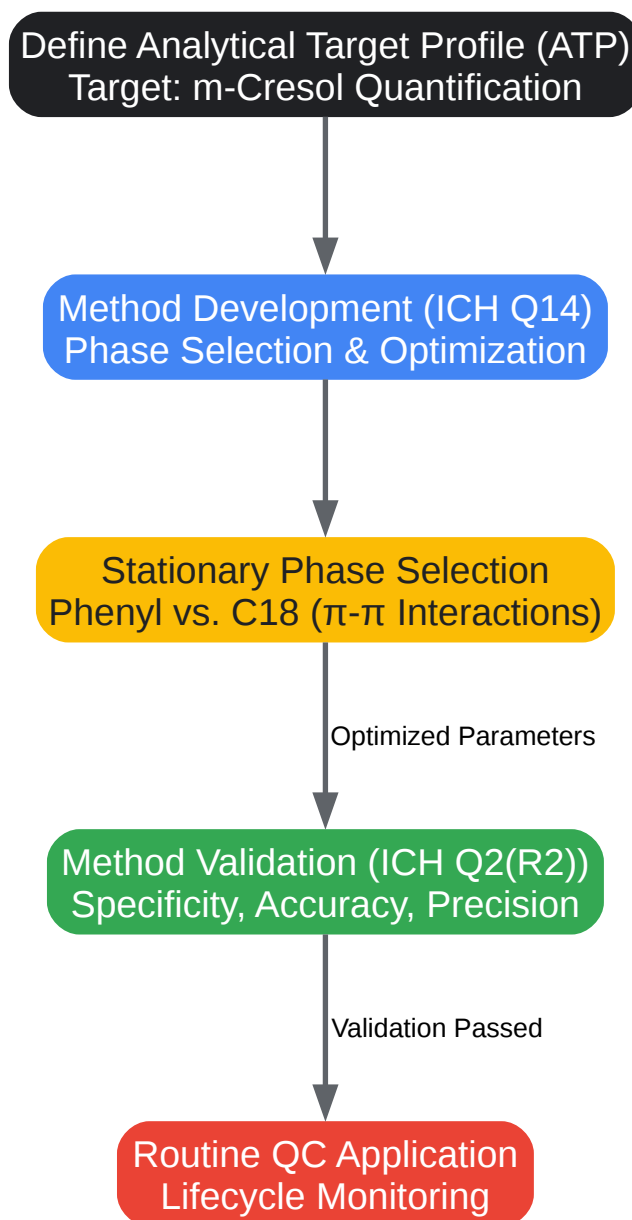 Define Analytical Target Profile (ATP)
Target: m-Cresol Quantification
Method Development (ICH Q14)
Phase Selection & Optimization
Stationary Phase Selection
Phenyl vs. C18 (π-π Interactions)
Optimized Parameters
Method Validation (ICH Q2(R2))
Specificity, Accuracy, Precision
Validation Passed
Routine QC Application
Lifecycle Monitoring